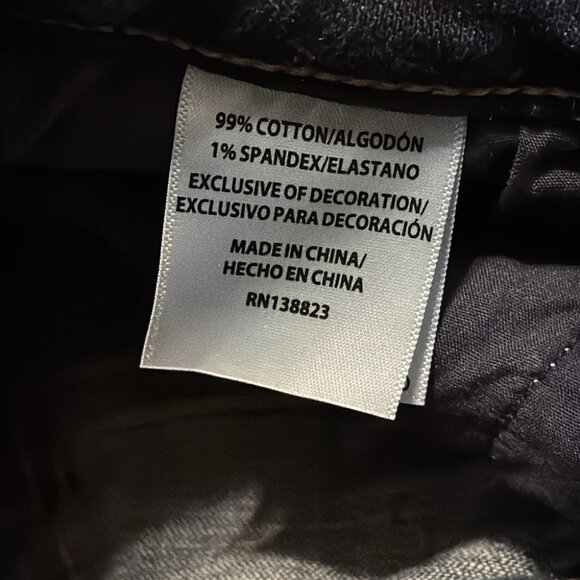 99% COTTON/ALGODÓN
1% SPANDEX/ELASTANO
EXCLUSIVE OF DECORATION/
EXCLUSIVO PARA DECORACIÓN
MADE IN CHINA/
HECHO EN CHINA
RN138823